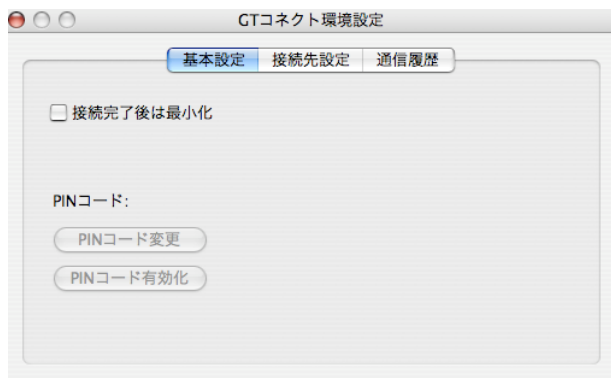 GTコネクト環境設定
基本設定 接続先設定 通信履歴
接続完了後は最小化
PINコード:
PINコード変更
PINコード有効化